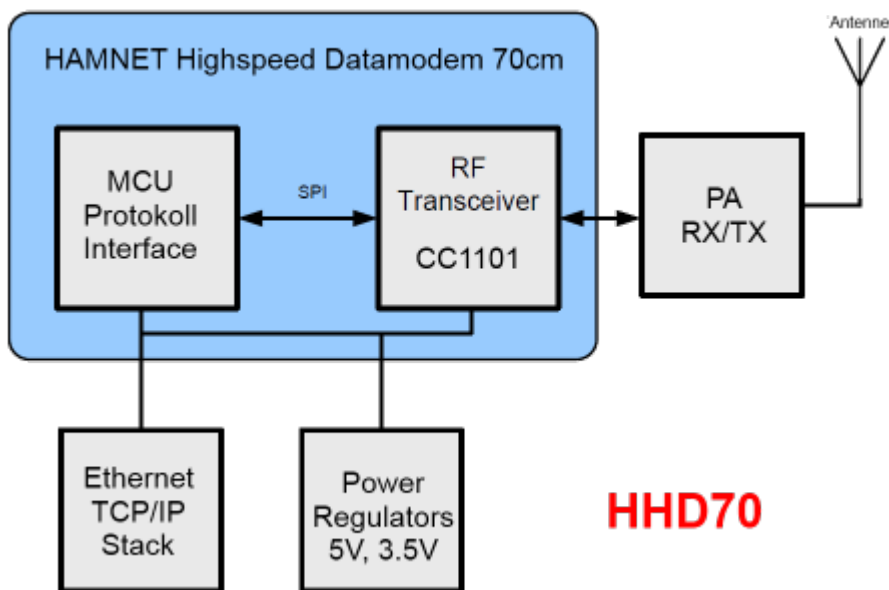 Antenne
HAMNET Highspeed Datamodem 70cm
MCU
Protokoll
Interface
SPI
RF
Transceiver
CC1101
PA
RX/TX
Ethernet
TCP/IP
Stack
Power
Regulators
5V, 3.5V
HHD70